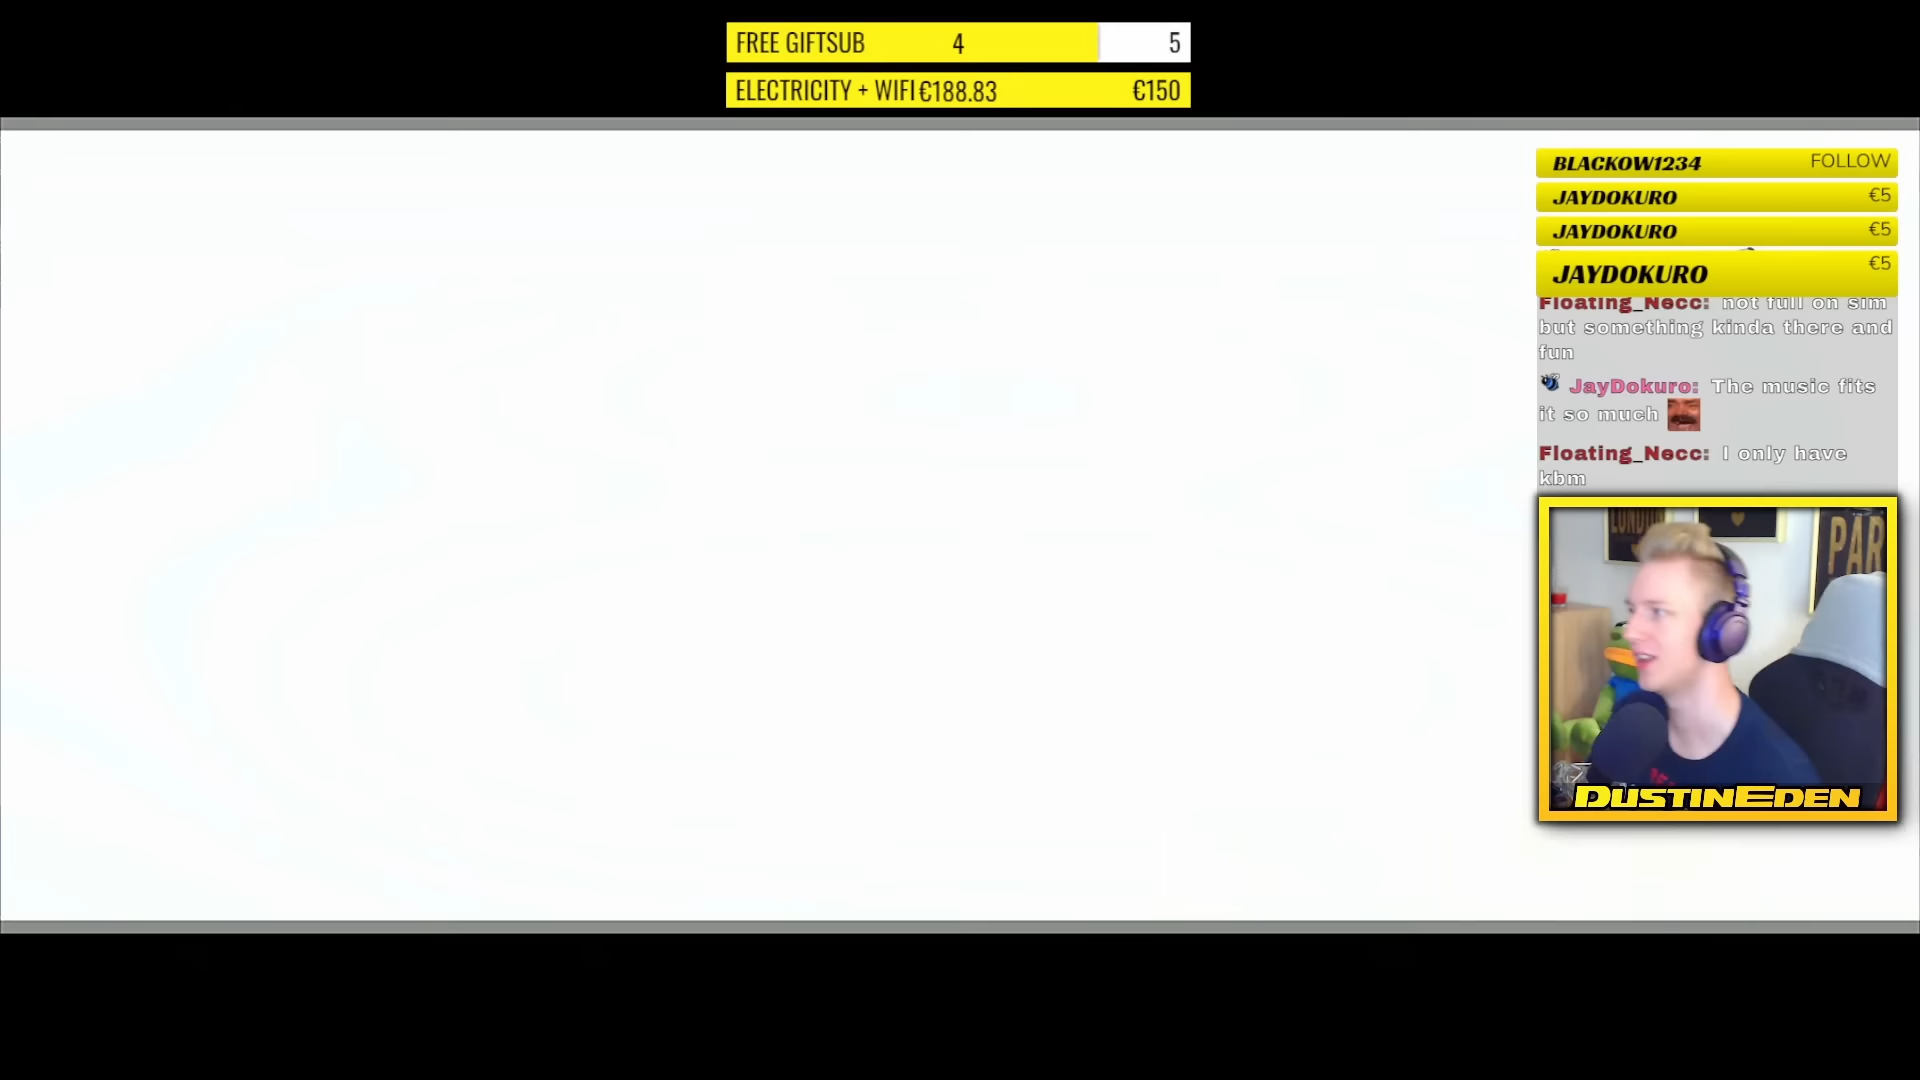 FREE GIFTSUB 4 5
ELECTRICITY + WIFI €188.83 €150
BLACKOW1234 FOLLOW
JAYDOKURO €5
JAYDOKURO €5
JAYDOKURO €5
Floating_Necc: not full on sim
but something kinda there and
fun
JayDokuro: The music fits
it so much
Floating_Necc: I only have
kbm
LONDON
PAR
DUSTINEDEN